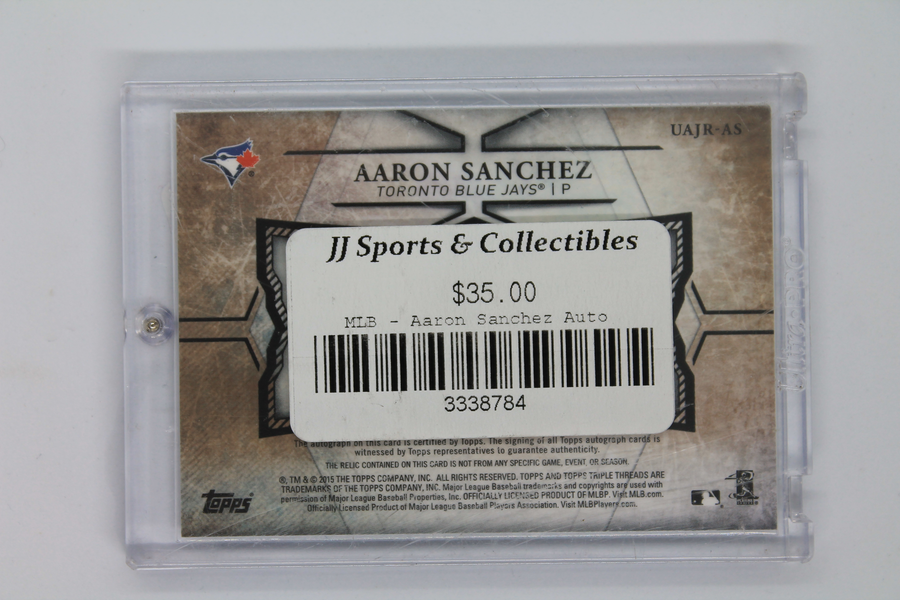 UAJR-AS
AARON SANCHEZ
TORONTO BLUE JAYS® | P
JJ Sports & Collectibles
$35.00
MLB - Aaron Sanchez Auto
3338784
The autograph on this card is certified by Topps. The signing of all Topps autograph cards is
witnessed by Topps representatives to guarantee authenticity.
THE RELIC CONTAINED ON THIS CARD IS NOT FROM ANY SPECIFIC GAME, EVENT, OR SEASON.
®, TM & © 2015 THE TOPPS COMPANY, INC. ALL RIGHTS RESERVED. TOPPS AND TOPPS TRIPLE THREADS ARE
TRADEMARKS OF THE TOPPS COMPANY, INC. Major League Baseball trademarks and copyrights are used with
permission of Major League Baseball Properties, Inc. OFFICIALLY LICENSED PRODUCT OF MLBP. Visit MLB.com.
Officially Licensed Product of Major League Baseball Players Association. Visit MLBPlayers.com.
Topps
ULTRA•PRO